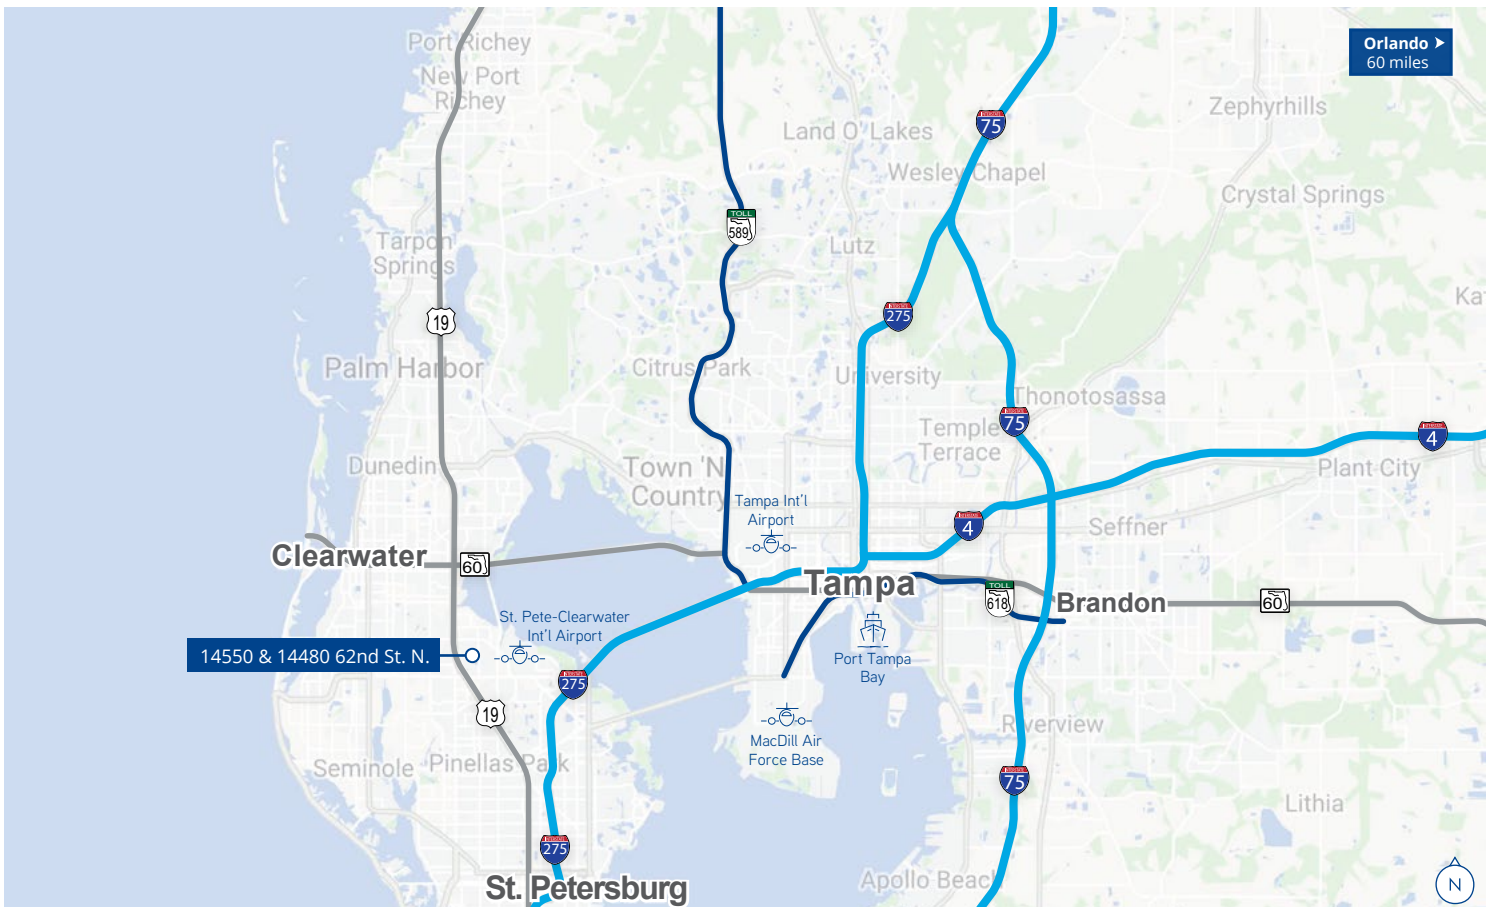 Port Richey
New Port
Richey
Orlando
60 miles
Zephyrhills
Land O' Lakes
75
Wesley Chapel
Crystal Springs
TOLL
589
Tarpon
Springs
Lutz
275
Ka
19
Palm Harbor
Citrus Park
University
Thonotosassa
75
Temple
Terrace
4
Dunedin
Town 'N'
Country
Plant City
Tampa Int'l
Airport
4
Seffner
Clearwater
60
Tampa
TOLL
618
Brandon
60
St. Pete-Clearwater
Int'l Airport
14550 & 14480 62nd St. N.
Port Tampa
Bay
275
19
MacDill Air
Force Base
Riverview
Seminole
Pinellas Park
75
Lithia
275
St. Petersburg
Apollo Beach
N